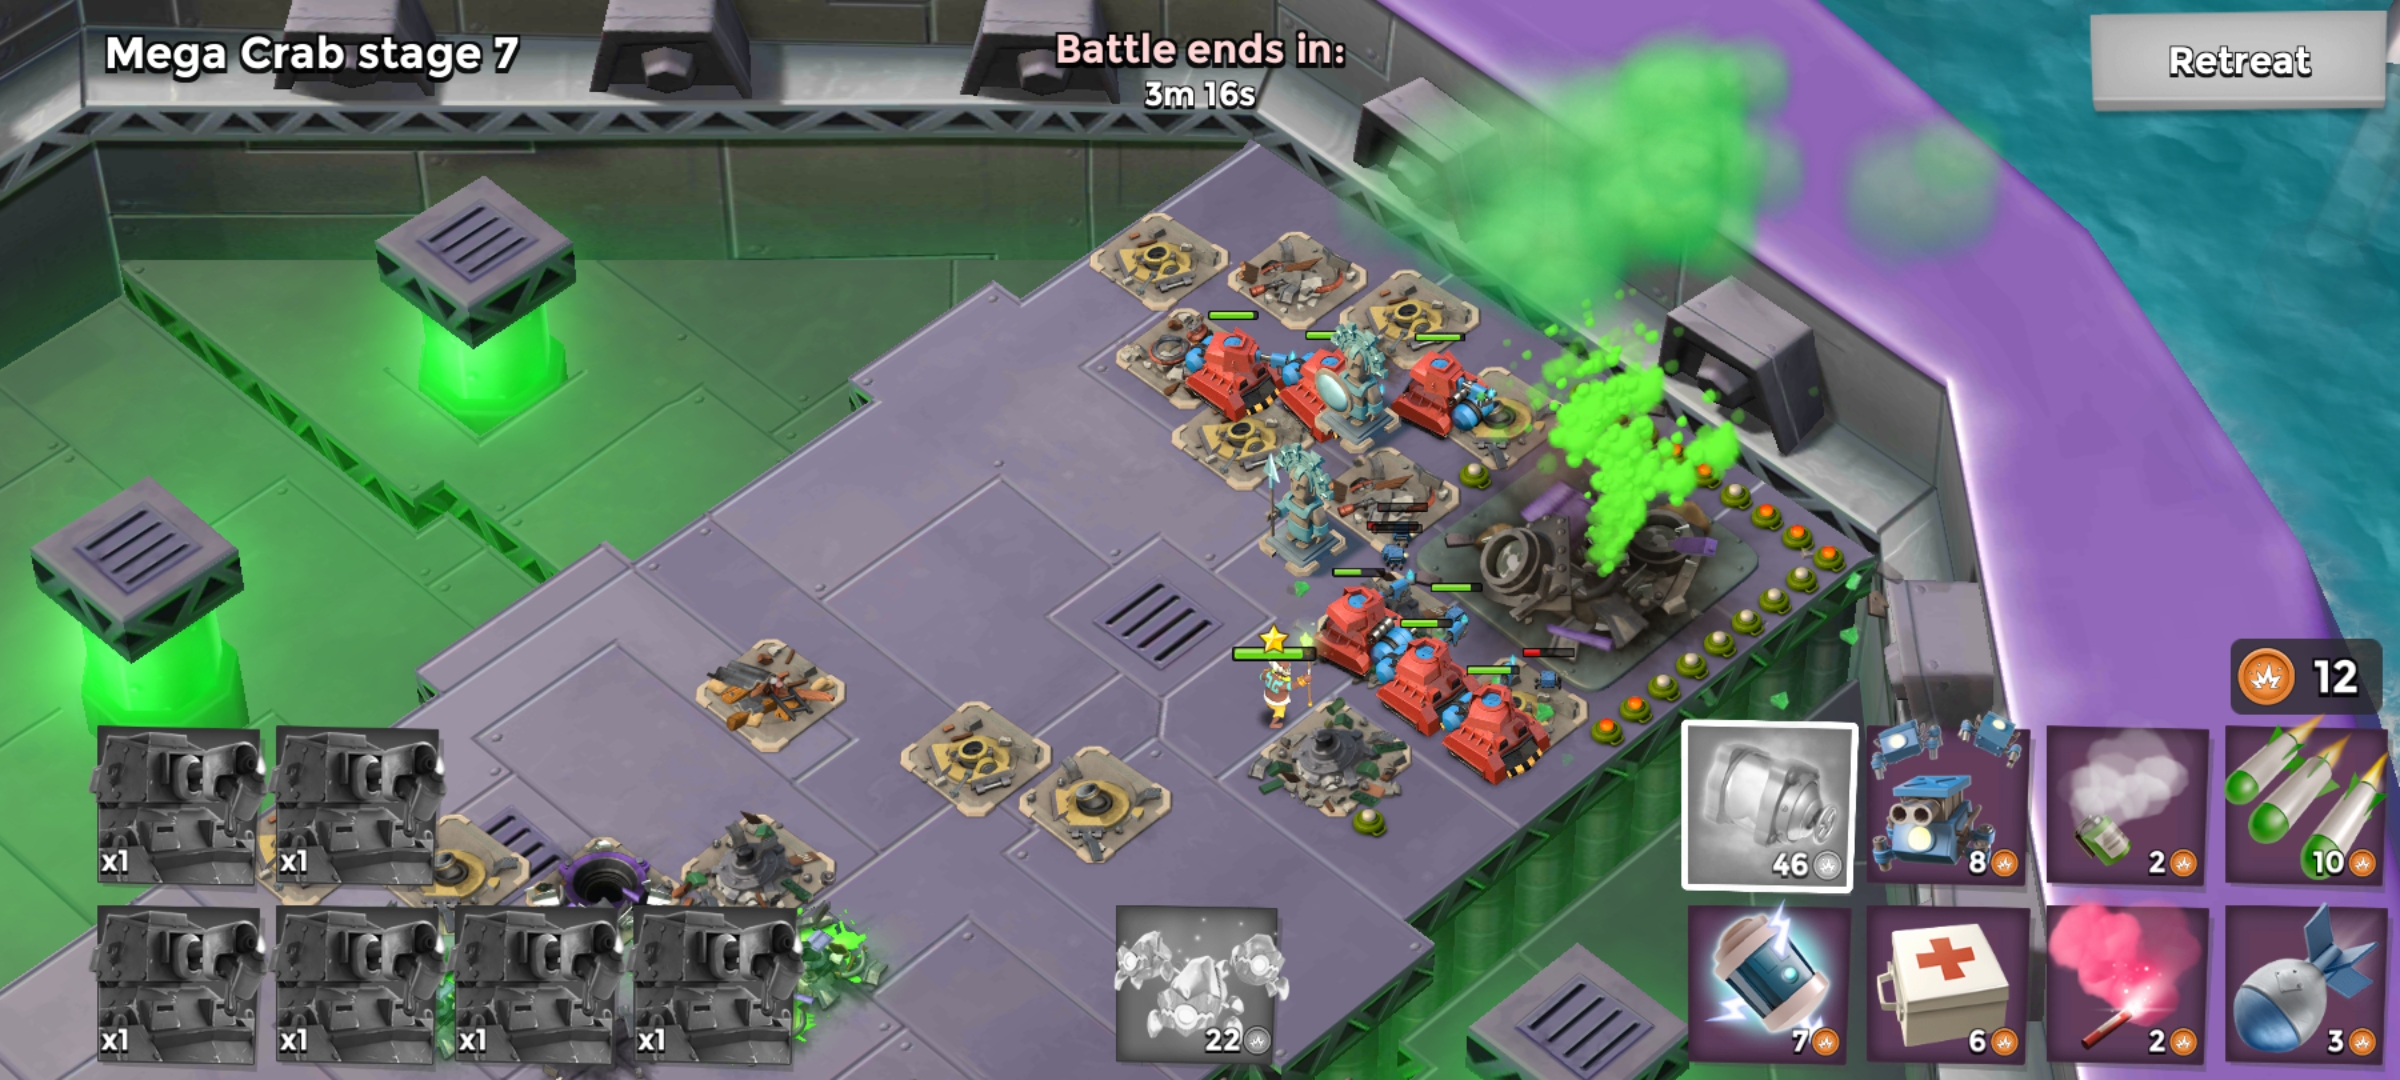 Mega Crab stage 7
Battle ends in:
3m 16s
Retreat
12
x1 x1
46 8 2 10
x1 x1 x1 x1
22
7 6 2 3